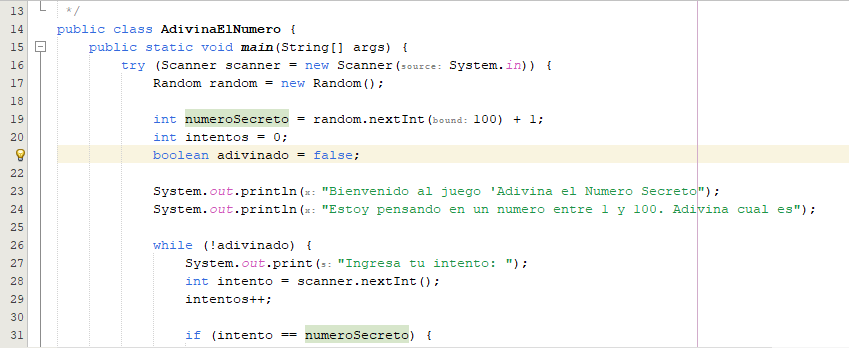 13 */
14 public class AdivinaElNumero {
15 public static void main(String[] args) {
16 try (Scanner scanner = new Scanner(source: System.in)) {
17 Random random = new Random();
18
19 int numeroSecreto = random.nextInt(bound: 100) + 1;
20 int intentos = 0;
boolean adivinado = false;
22
23 System.out.println(x: "Bienvenido al juego 'Adivina el Numero Secreto");
24 System.out.println(x: "Estoy pensando en un numero entre 1 y 100. Adivina cual es");
25
26 while (!adivinado) {
27 System.out.print(s: "Ingresa tu intento: ");
28 int intento = scanner.nextInt();
29 intentos++;
30
31 if (intento == numeroSecreto) {